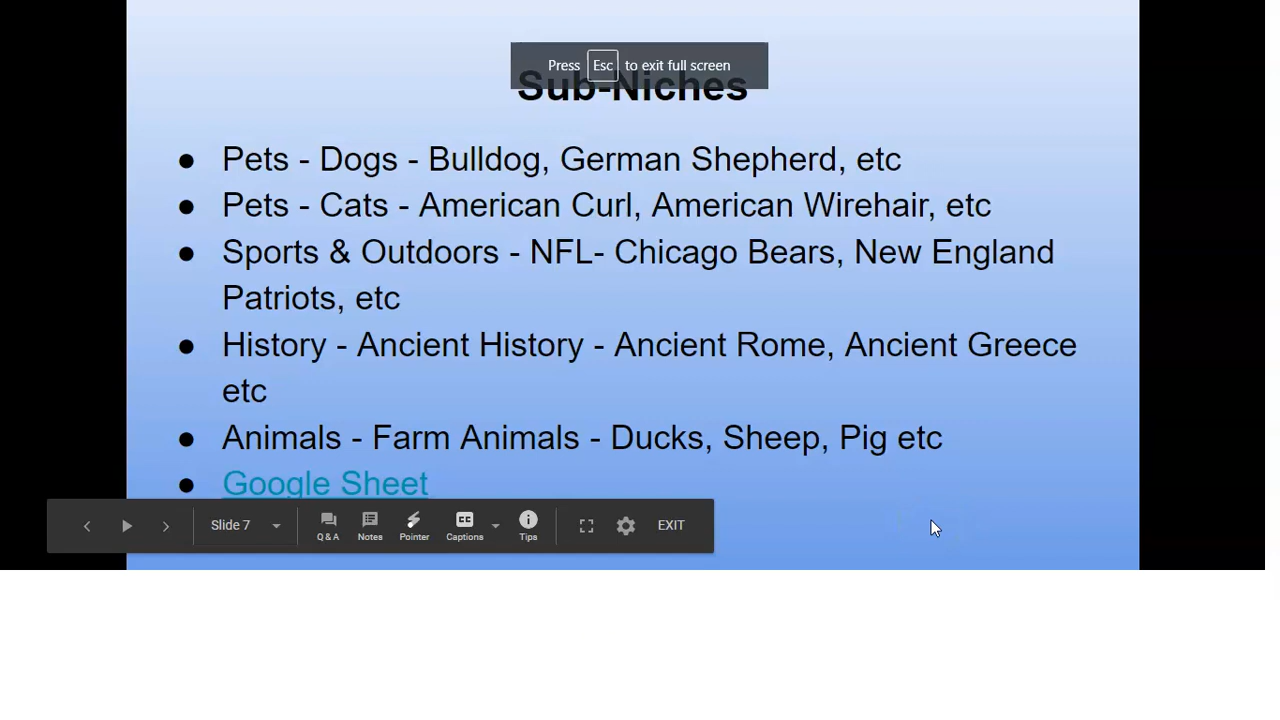 Press Esc to exit full screen
Sub-Niches
● Pets - Dogs - Bulldog, German Shepherd, etc
● Pets - Cats - American Curl, American Wirehair, etc
● Sports & Outdoors - NFL- Chicago Bears, New England
Patriots, etc
● History - Ancient History - Ancient Rome, Ancient Greece
etc
● Animals - Farm Animals - Ducks, Sheep, Pig etc
● Google Sheet
Slide 7 Q & A Notes Pointer CC Captions Tips EXIT